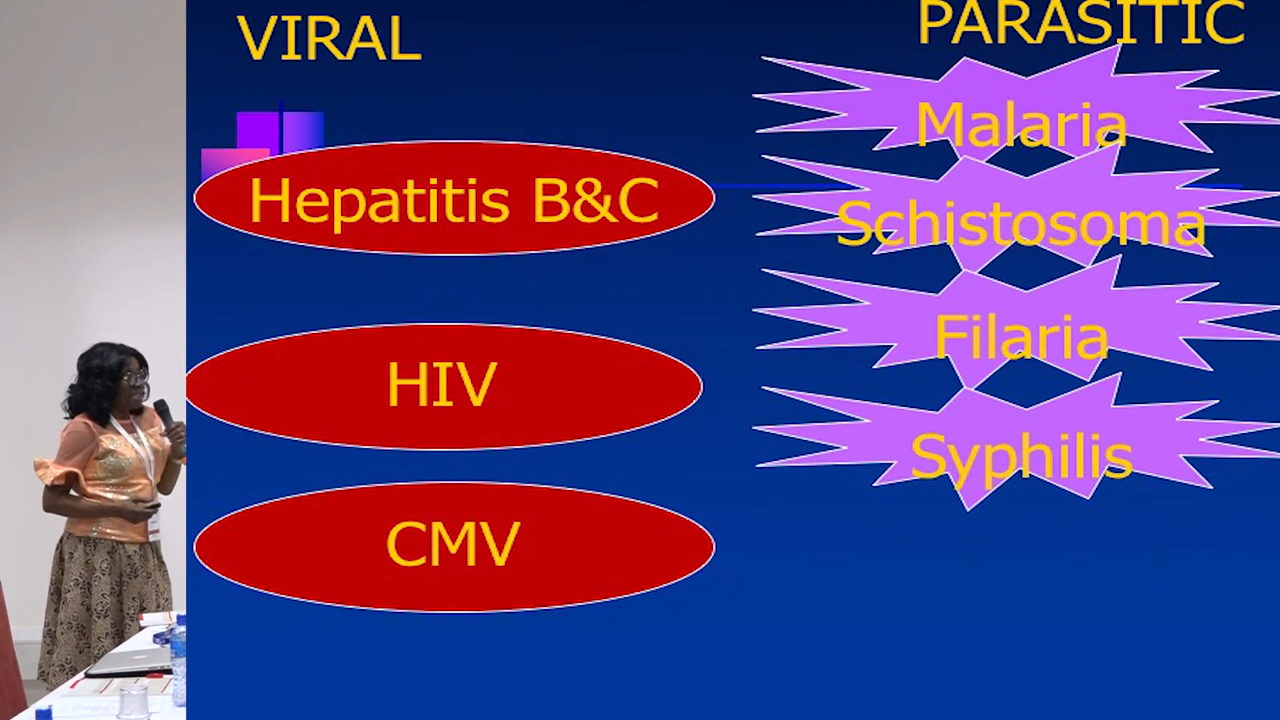 VIRAL
Hepatitis B&C
HIV
CMV
PARASITIC
Malaria
Schistosoma
Filaria
Syphilis